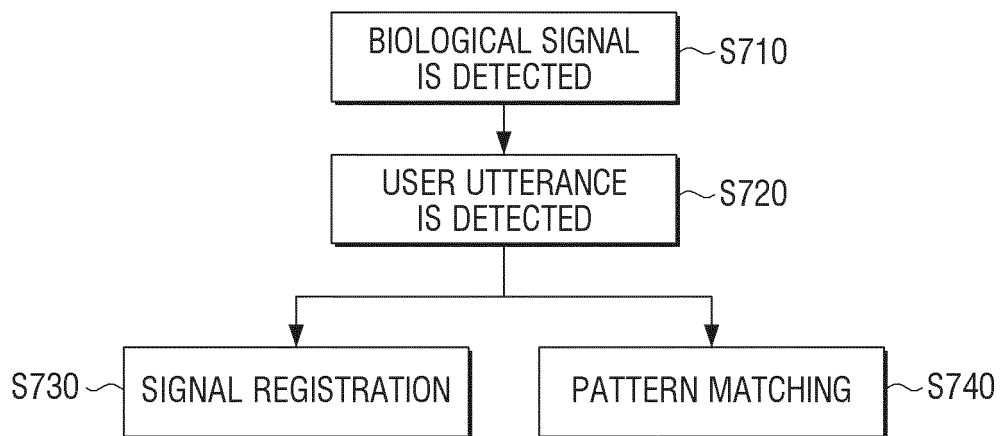 BIOLOGICAL SIGNAL
IS DETECTED
S710
USER UTTERANCE
IS DETECTED
S720
S730
SIGNAL REGISTRATION
PATTERN MATCHING
S740